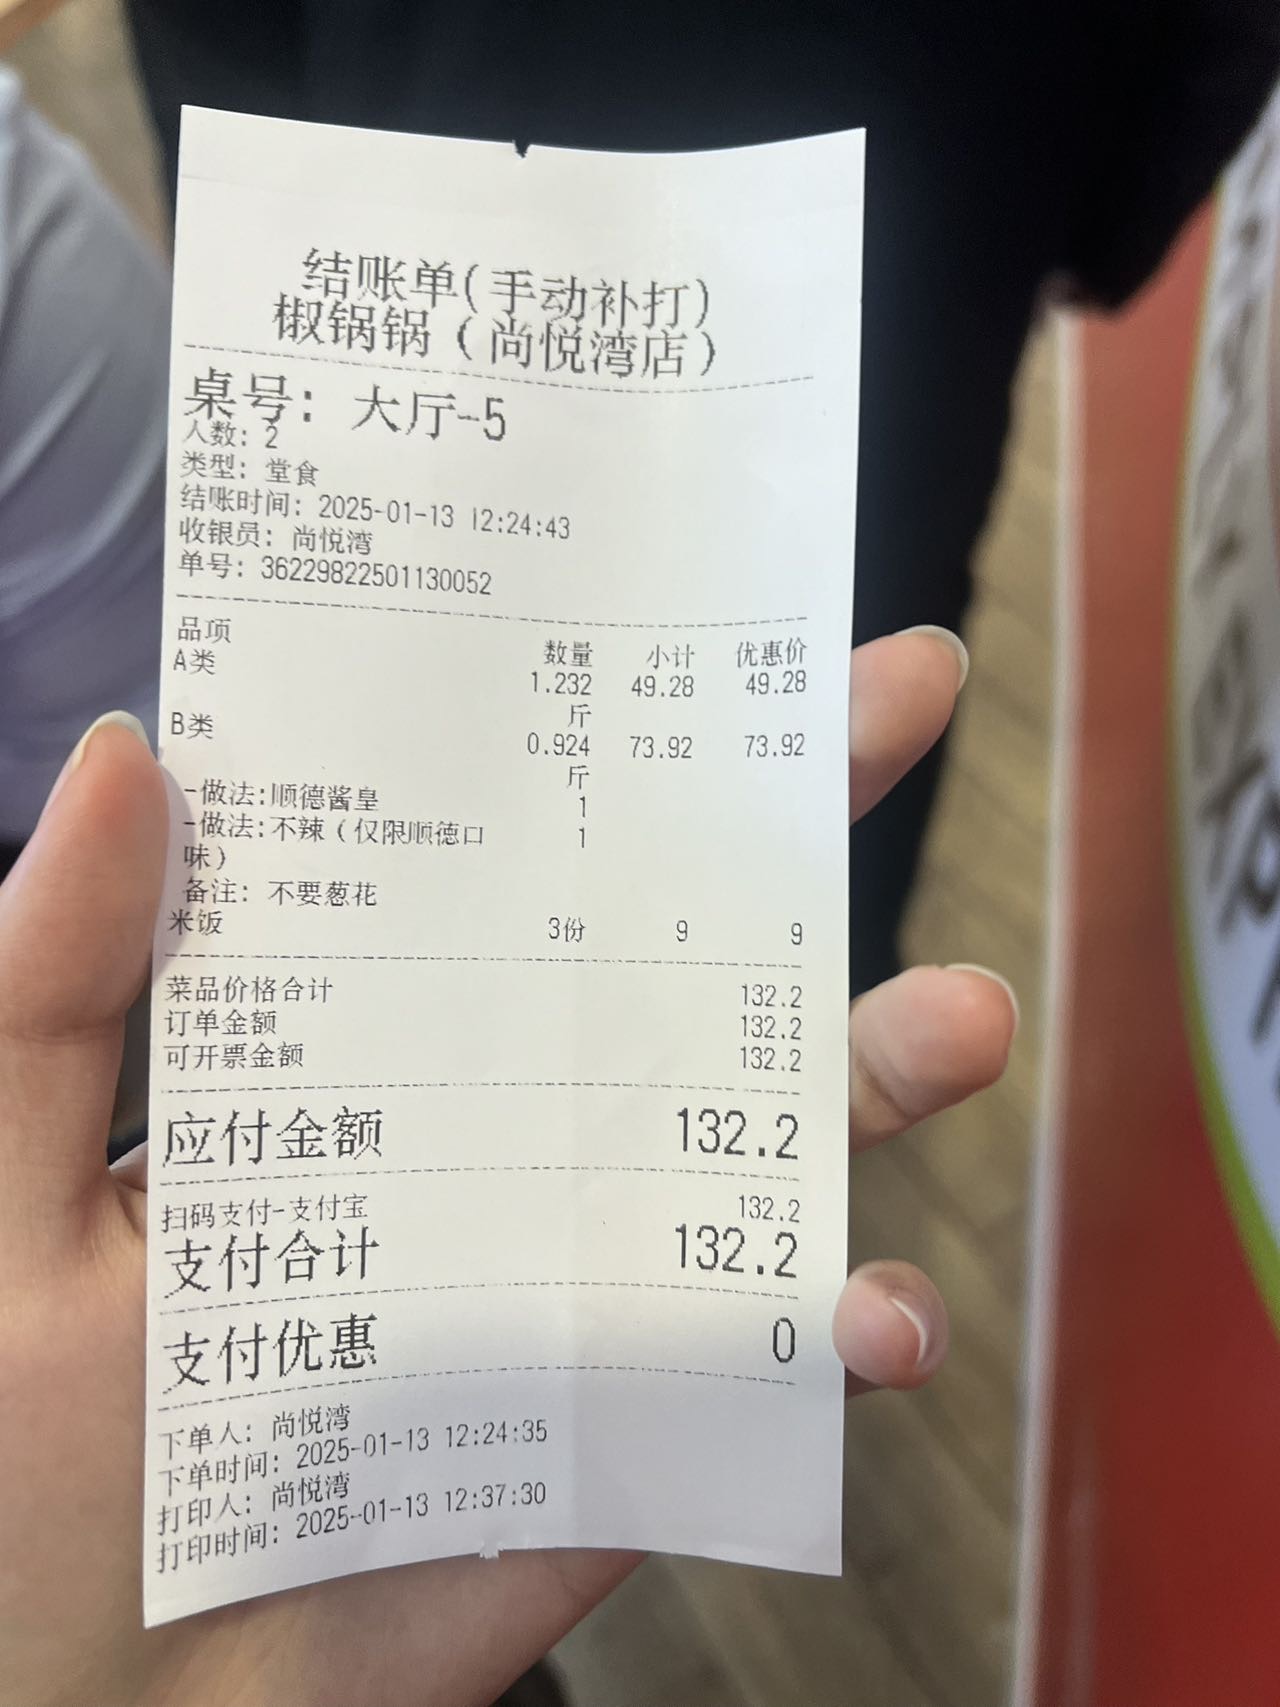 结账单(手动补打)
椒锅锅（尚悦湾店）
桌号: 大厅-5
人数: 2
类型: 堂食
结账时间: 2025-01-13 12:24:43
收银员: 尚悦湾
单号: 36229822501130052
品项 数量 小计 优惠价
A类 1.232 49.28 49.28
斤
B类 0.924 73.92 73.92
斤
-做法:顺德酱皇 1
-做法:不辣（仅限顺德口 1
味）
备注: 不要葱花
米饭 3份 9 9
菜品价格合计 132.2
订单金额 132.2
可开票金额 132.2
应付金额 132.2
扫码支付-支付宝 132.2
支付合计 132.2
支付优惠 0
下单人: 尚悦湾
下单时间: 2025-01-13 12:24:35
打印人: 尚悦湾
打印时间: 2025-01-13 12:37:30